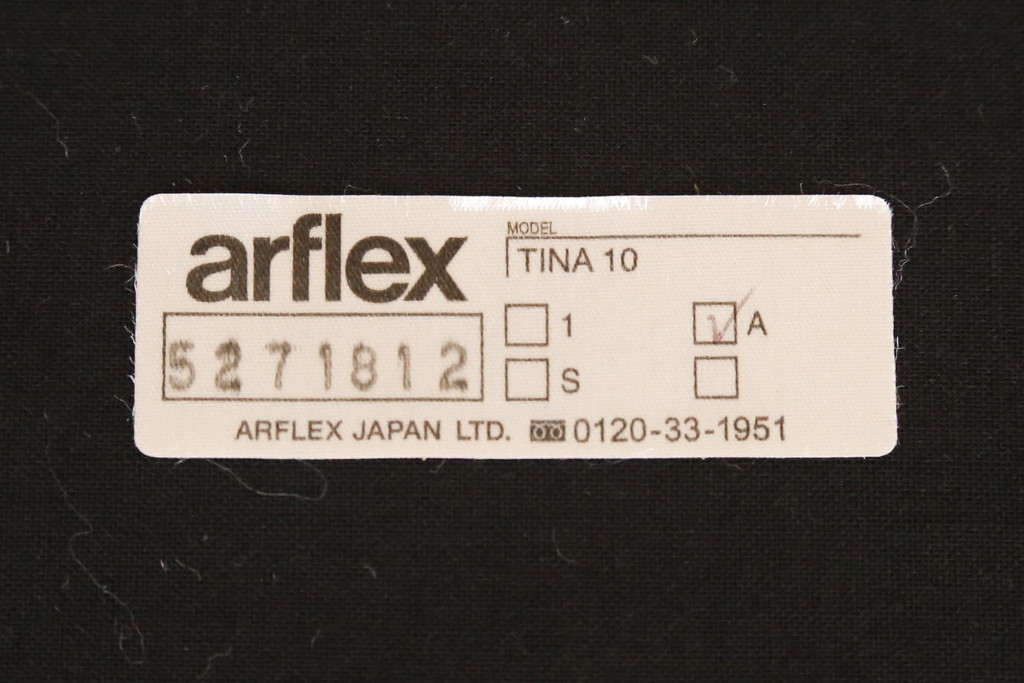 arflex
5271812
MODEL
TINA 10
1
A
S
ARFLEX JAPAN LTD. 0120-33-1951